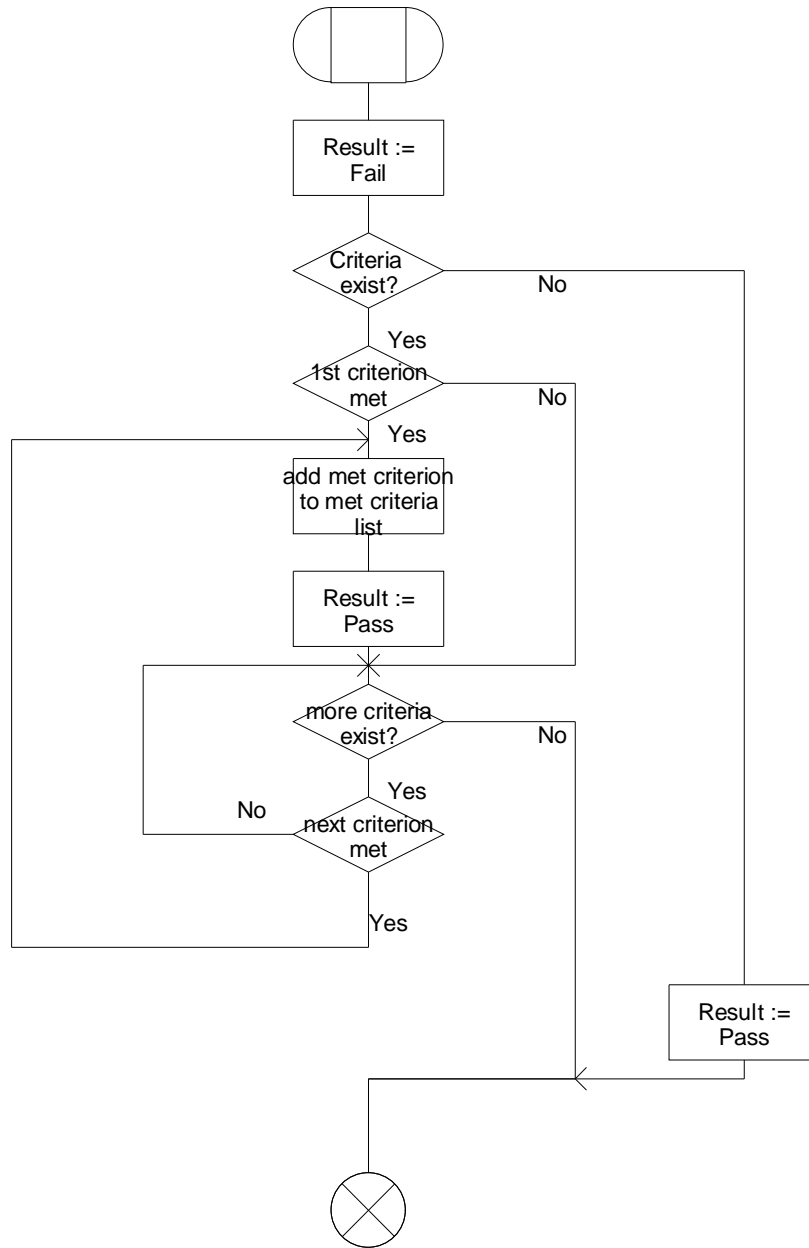 Result :=
Fail
Criteria
exist?
No
Yes
1st criterion
met
No
Yes
add met criterion
to met criteria
list
Result :=
Pass
more criteria
exist?
No
Yes
No
next criterion
met
Yes
Result :=
Pass